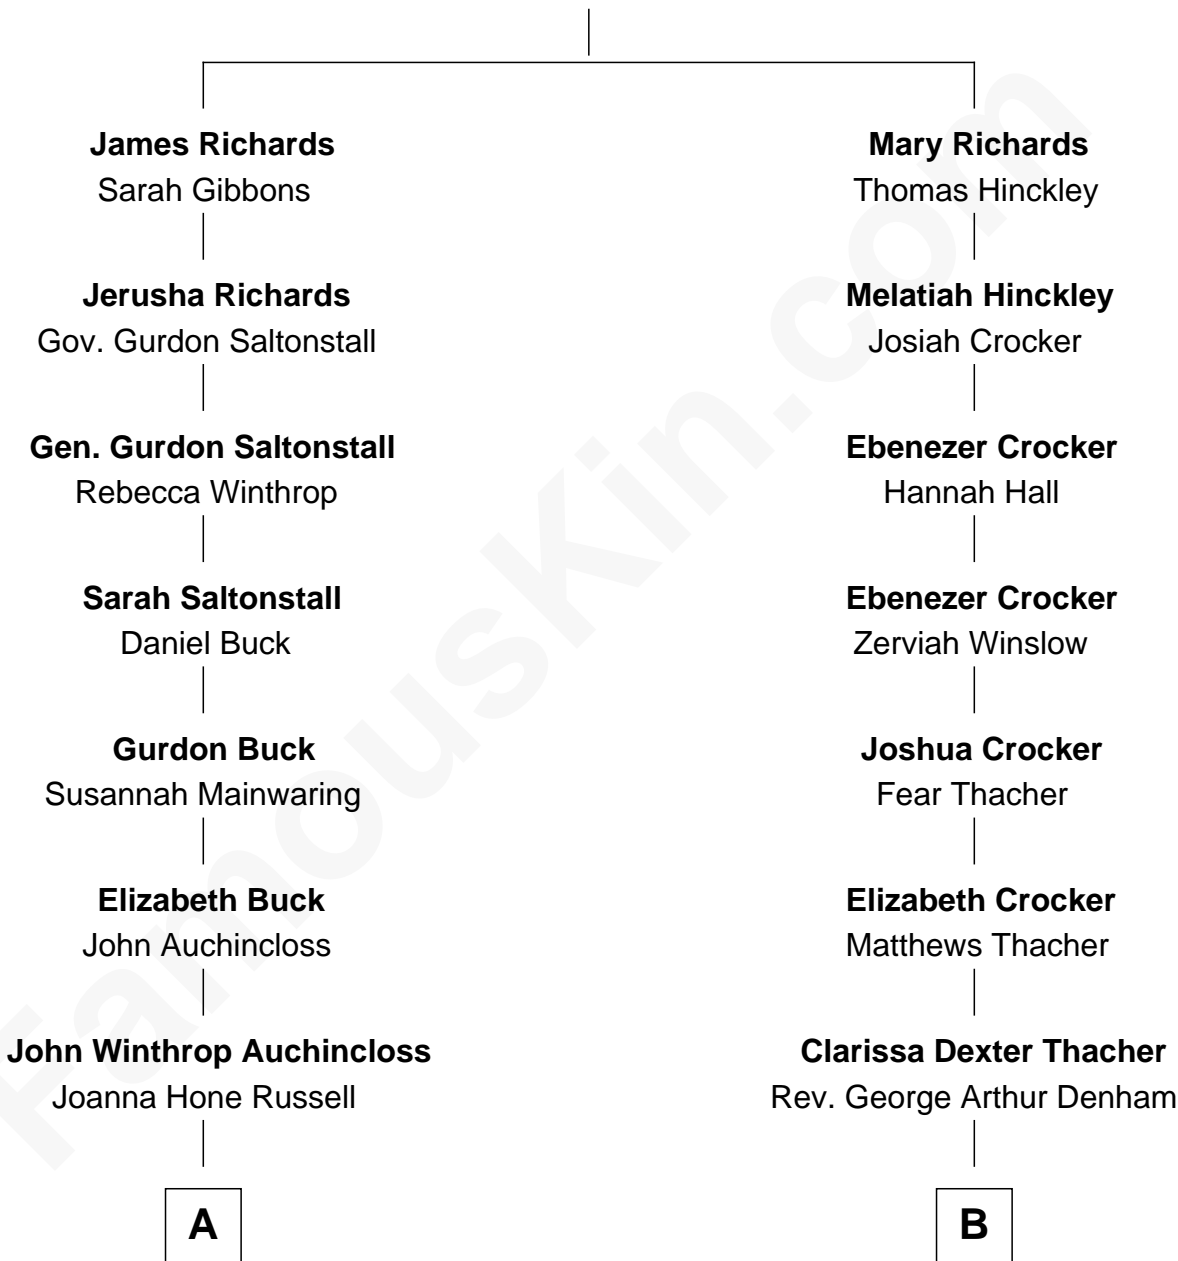 James Richards
Sarah Gibbons
Mary Richards
Thomas Hinckley
Jerusha Richards
Gov. Gurdon Saltonstall
Melatiah Hinckley
Josiah Crocker
Gen. Gurdon Saltonstall
Rebecca Winthrop
Ebenezer Crocker
Hannah Hall
Sarah Saltonstall
Daniel Buck
Ebenezer Crocker
Zerviah Winslow
Gurdon Buck
Susannah Mainwaring
Joshua Crocker
Fear Thacher
Elizabeth Buck
John Auchincloss
Elizabeth Crocker
Matthews Thacher
John Winthrop Auchincloss
Joanna Hone Russell
Clarissa Dexter Thacher
Rev. George Arthur Denham
A
B
FamousKin.com